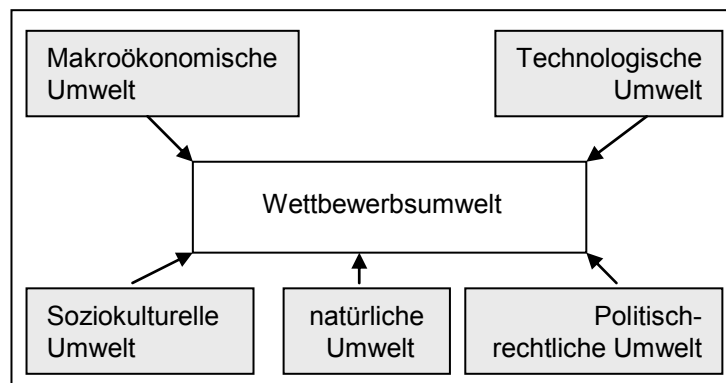 Makroökonomische
Umwelt
Technologische
Umwelt
Wettbewerbsumwelt
Soziokulturelle
Umwelt
natürliche
Umwelt
Politisch-
rechtliche Umwelt